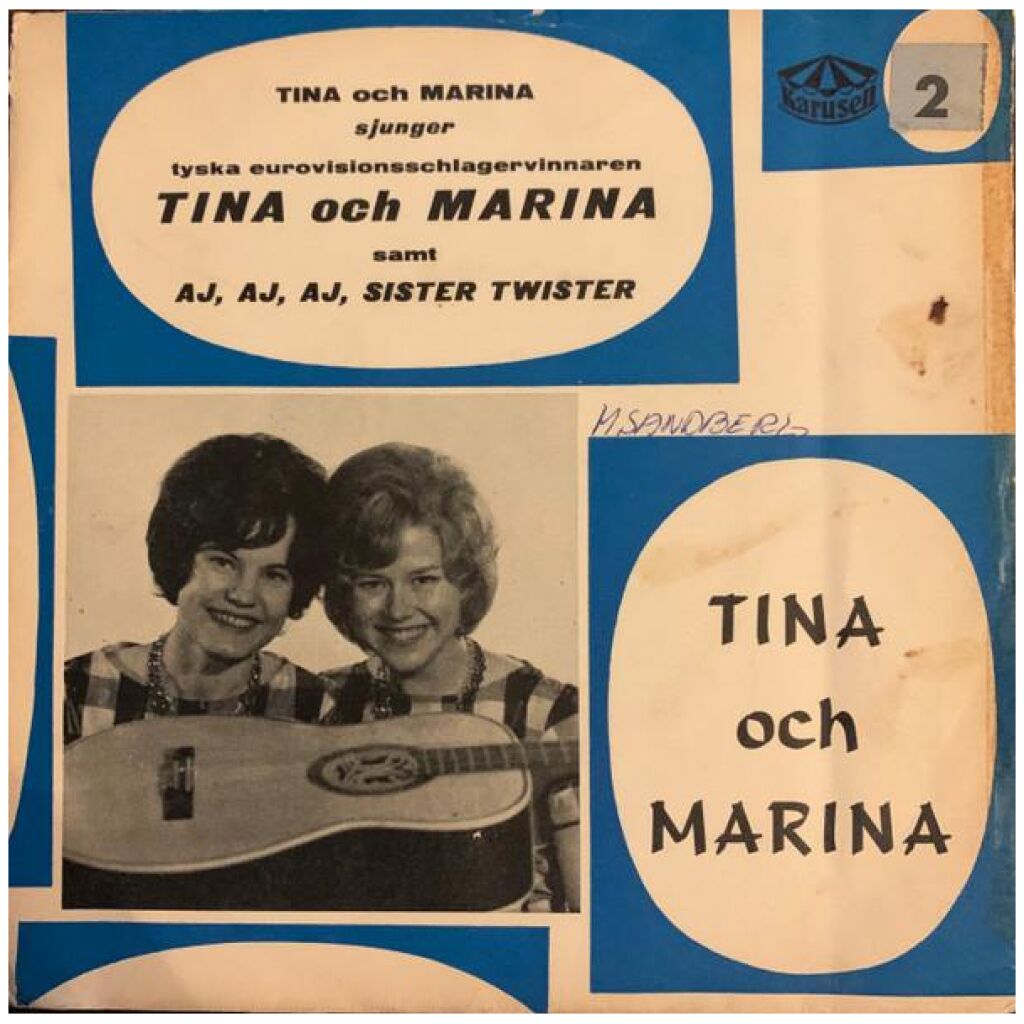 TINA och MARINA
sjunger
tyska eurovisionsschlagervinnaren
TINA och MARINA
samt
AJ, AJ, AJ, SISTER TWISTER
Karusell
2
M SANDBERG
TINA
och
MARINA